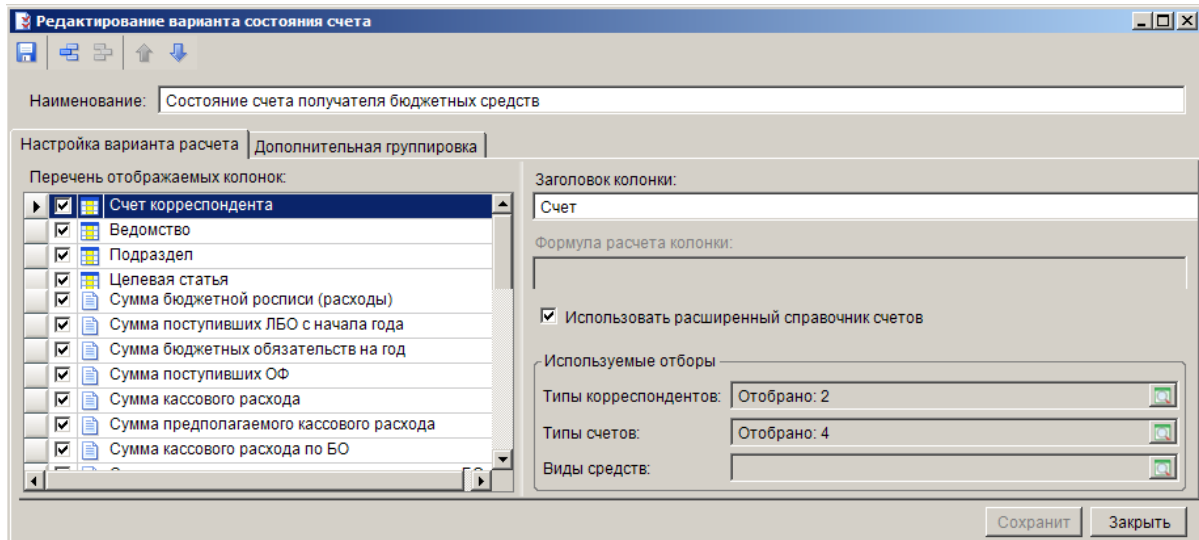 Редактирование варианта состояния счета
Наименование: Состояние счета получателя бюджетных средств
Настройка варианта расчета Дополнительная группировка
Перечень отображаемых колонок:
Счет корреспондента
Ведомство
Подраздел
Целевая статья
Сумма бюджетной росписи (расходы)
Сумма поступивших ЛБО с начала года
Сумма бюджетных обязательств на год
Сумма поступивших ОФ
Сумма кассового расхода
Сумма предполагаемого кассового расхода
Сумма кассового расхода по БО
Заголовок колонки:
Счет
Формула расчета колонки:
Использовать расширенный справочник счетов
Используемые отборы
Типы корреспондентов: Отобрано: 2
Типы счетов: Отобрано: 4
Виды средств:
Сохранит Закрыть